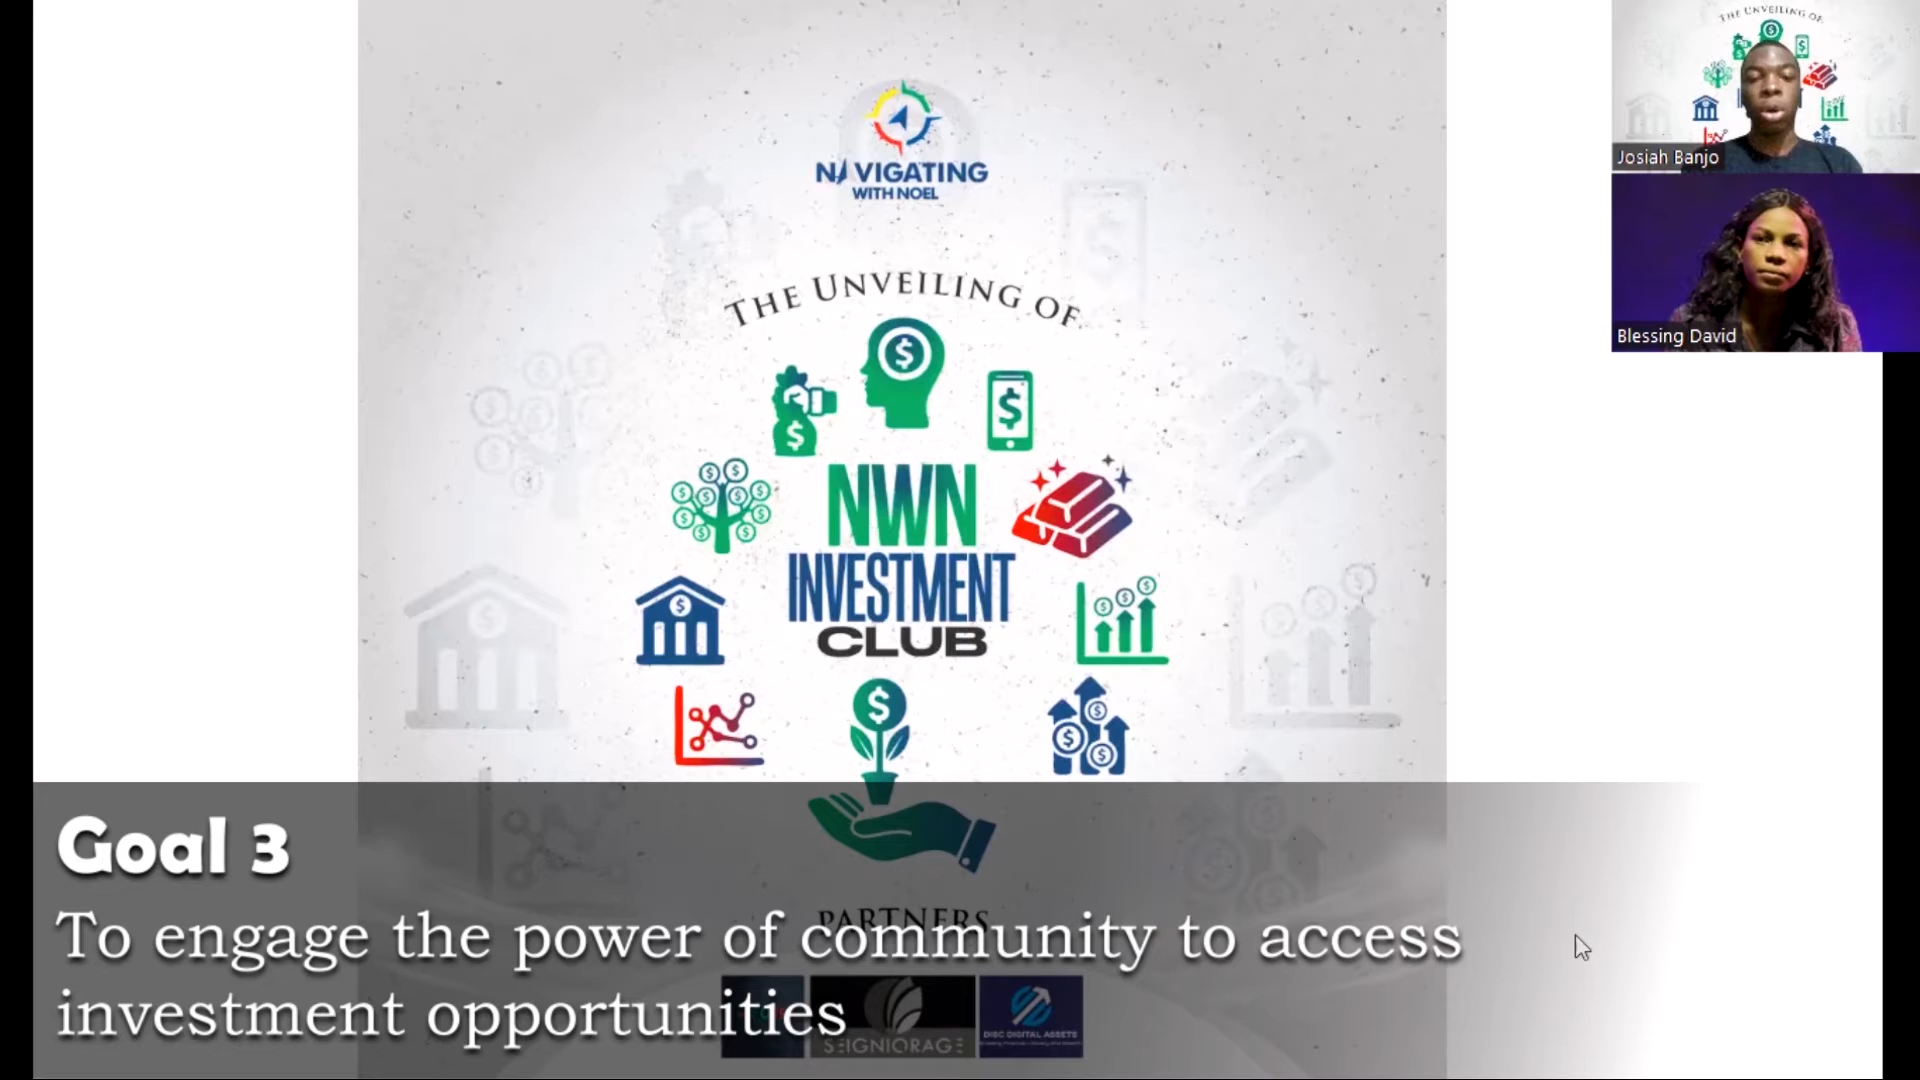 NAVIGATING
WITH NOEL
THE UNVEILING OF
NWN
INVESTMENT
CLUB
Goal 3
PARTNERS
To engage the power of community to access
investment opportunities
SEIGNIORAGE
DISC DIGITAL ASSETS
THE UNVEILING OF
Josiah Banjo
Blessing David